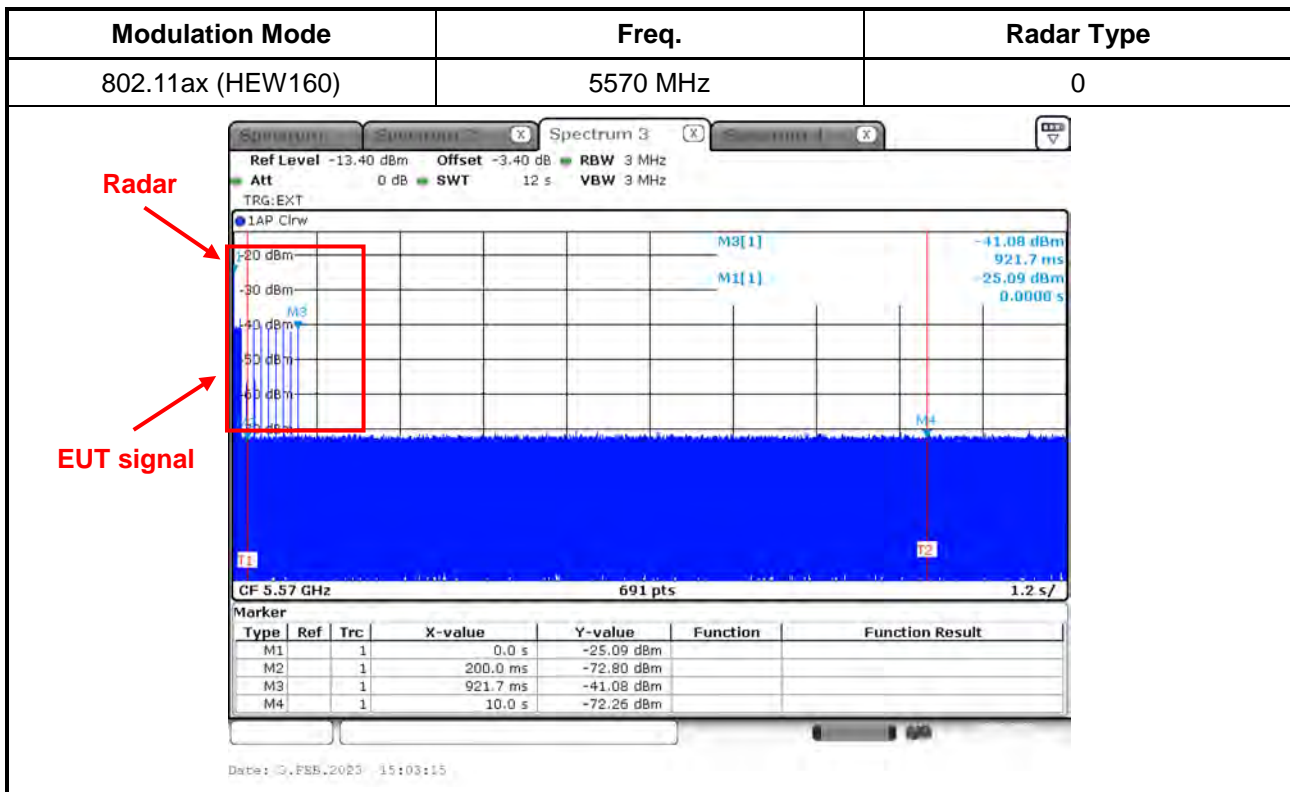 Modulation Mode Freq. Radar Type
802.11ax (HEW160) 5570 MHz 0
Spectrum 3
Ref Level -13.40 dBm Offset -3.40 dB RBW 3 MHz
Att 0 dB SWT 12 s VBW 3 MHz
TRG:EXT
1AP Clrw
Radar
M3[1] -41.08 dBm
921.7 ms
M1[1] -25.09 dBm
0.0000 s
-20 dBm
-30 dBm
M3
-40 dBm
-50 dBm
-60 dBm
EUT signal
M4
T1
T2
CF 5.57 GHz 691 pts 1.2 s/
Marker
Type Ref Trc X-value Y-value Function Function Result
M1 1 0.0 s -25.09 dBm
M2 1 200.0 ms -72.80 dBm
M3 1 921.7 ms -41.08 dBm
M4 1 10.0 s -72.26 dBm
Date: .FEB.2023 15:03:15